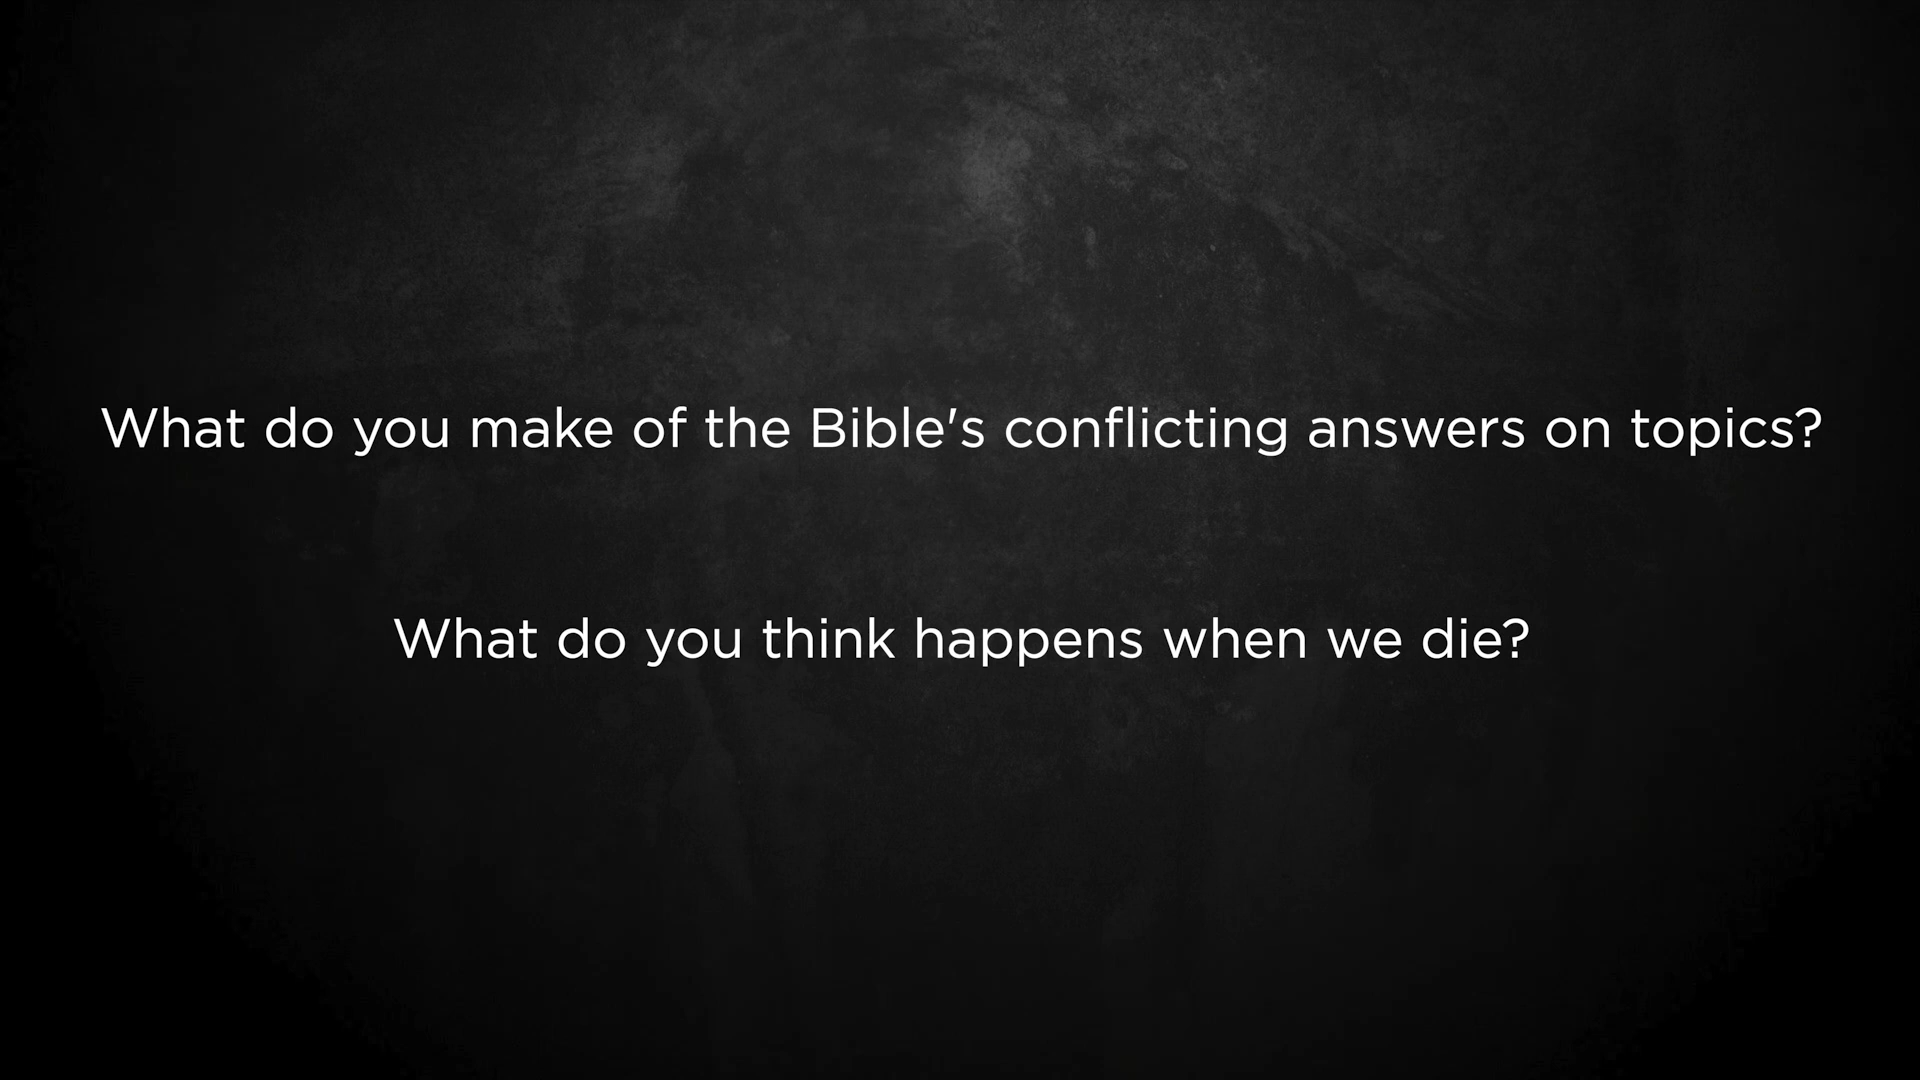 What do you make of the Bible's conflicting answers on topics?
What do you think happens when we die?